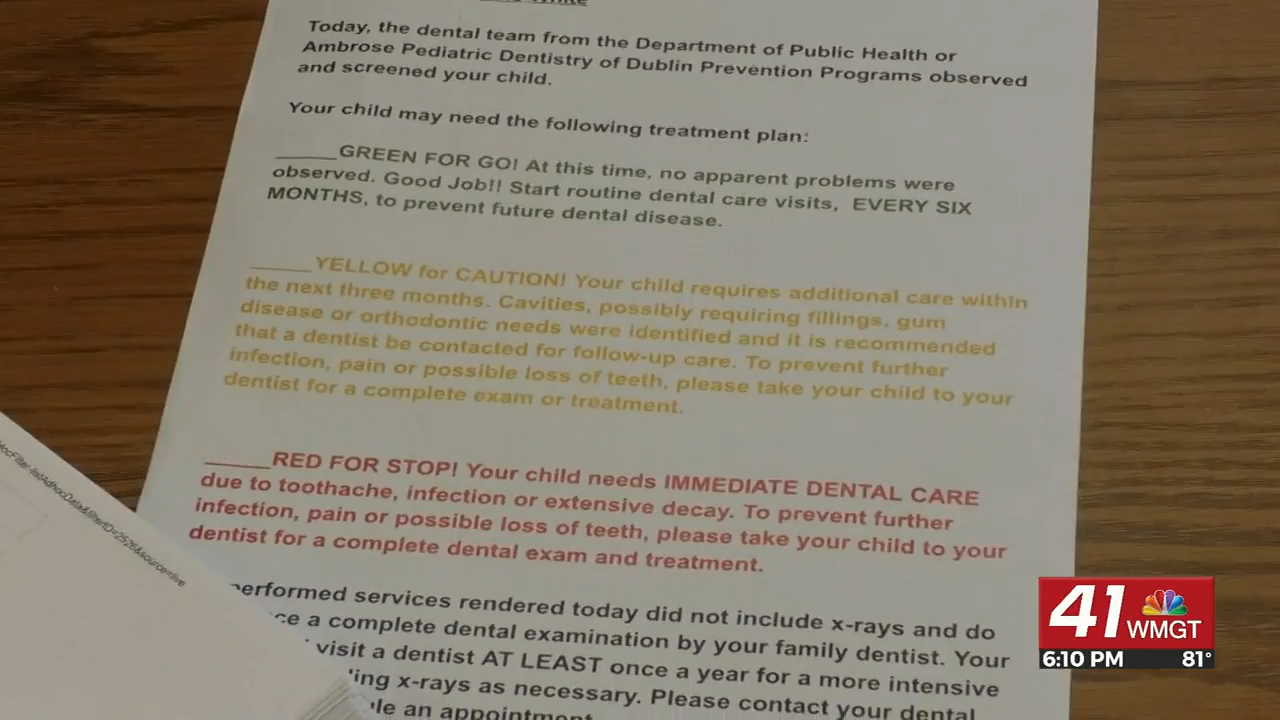 Today, the dental team from the Department of Public Health or
Ambrose Pediatric Dentistry of Dublin Prevention Programs observed
and screened your child.
Your child may need the following treatment plan:
_____GREEN FOR GO! At this time, no apparent problems were
observed. Good Job!! Start routine dental care visits, EVERY SIX
MONTHS, to prevent future dental disease.
_____YELLOW for CAUTION! Your child requires additional care within
the next three months. Cavities, possibly requiring fillings, gum
disease or orthodontic needs were identified and it is recommended
that a dentist be contacted for follow-up care. To prevent further
infection, pain or possible loss of teeth, please take your child to your
dentist for a complete exam or treatment.
_____RED FOR STOP! Your child needs IMMEDIATE DENTAL CARE
due to toothache, infection or extensive decay. To prevent further
infection, pain or possible loss of teeth, please take your child to your
dentist for a complete dental exam and treatment.
performed services rendered today did not include x-rays and do
a complete dental examination by your family dentist. Your
visit a dentist AT LEAST once a year for a more intensive
x-rays as necessary. Please contact your dental
an appointment.
41 WMGT
6:10 PM 81°